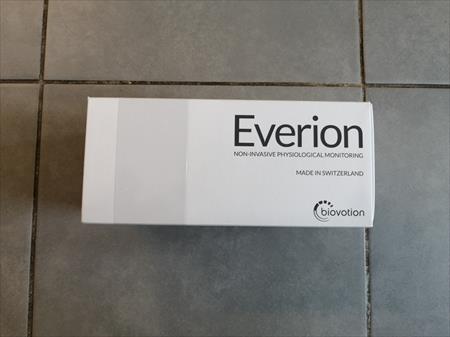 Everion
NON-INVASIVE PHYSIOLOGICAL MONITORING
MADE IN SWITZERLAND
biovotion